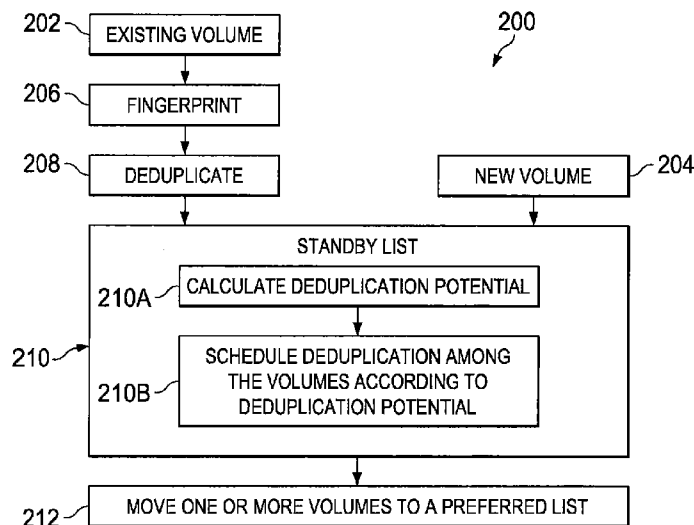 202
EXISTING VOLUME
200
206
FINGERPRINT
208
DEDUPLICATE
NEW VOLUME
204
STANDBY LIST
210A
CALCULATE DEDUPLICATION POTENTIAL
210
210B
SCHEDULE DEDUPLICATION AMONG
THE VOLUMES ACCORDING TO
DEDUPLICATION POTENTIAL
212
MOVE ONE OR MORE VOLUMES TO A PREFERRED LIST